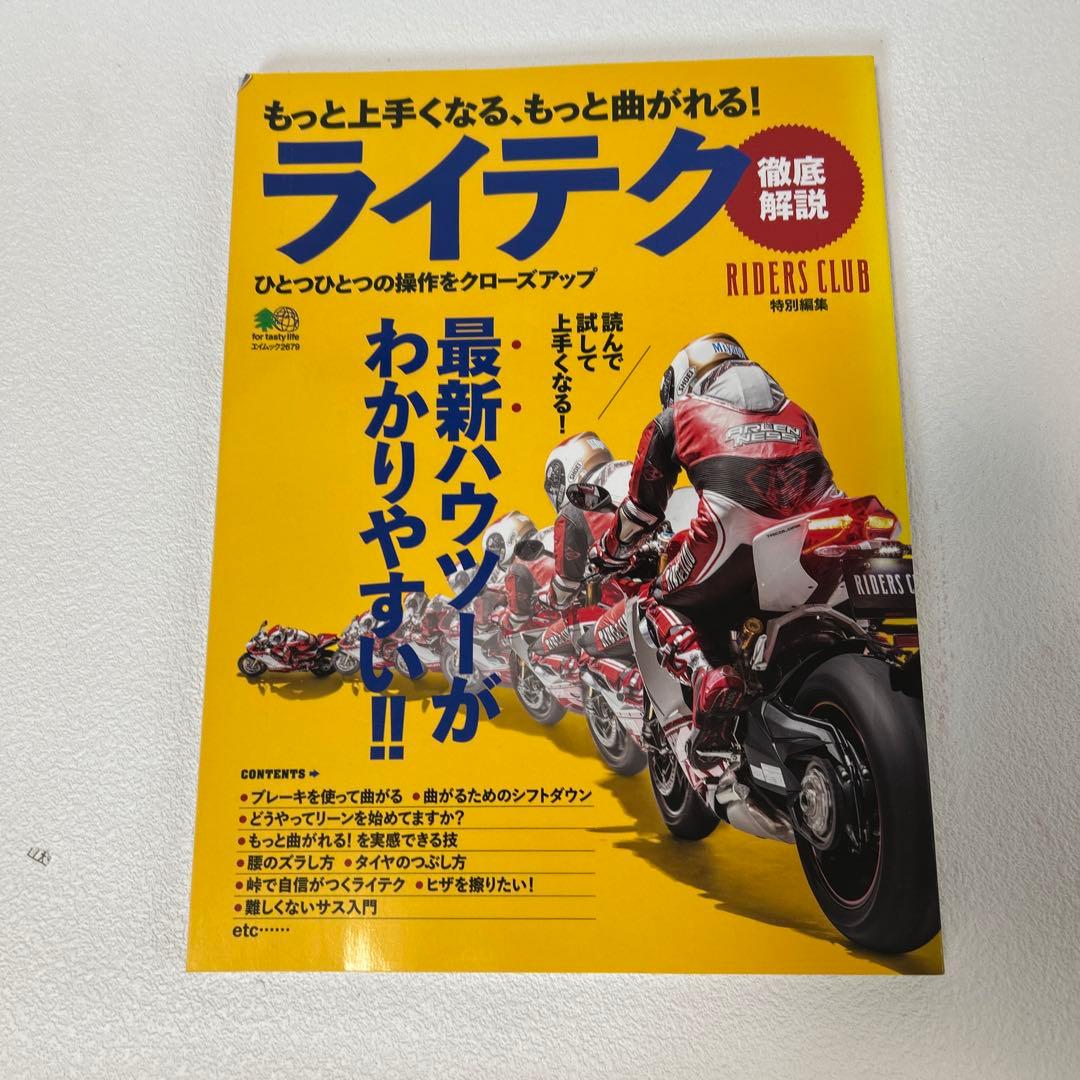 もっと上手くなる、もっと曲がれる!
ライテク
徹底
解説
ひとつひとつの操作をクローズアップ
RIDERS CLUB
特別編集
for tasty life
エイムック2679
読んで
試して
上手くなる!
最新ハウツーが
わかりやすい!!
SHOEI
ARLEN
NESS
SHOEI
TRICOLORE
RIDERS C
CONTENTS
・ブレーキを使って曲がる ・曲がるためのシフトダウン
・どうやってリーンを始めてますか?
・もっと曲がれる!を実感できる技
・腰のズラし方 ・タイヤのつぶし方
・峠で自信がつくライテク ・ヒザを擦りたい!
・難しくないサス入門
etc……